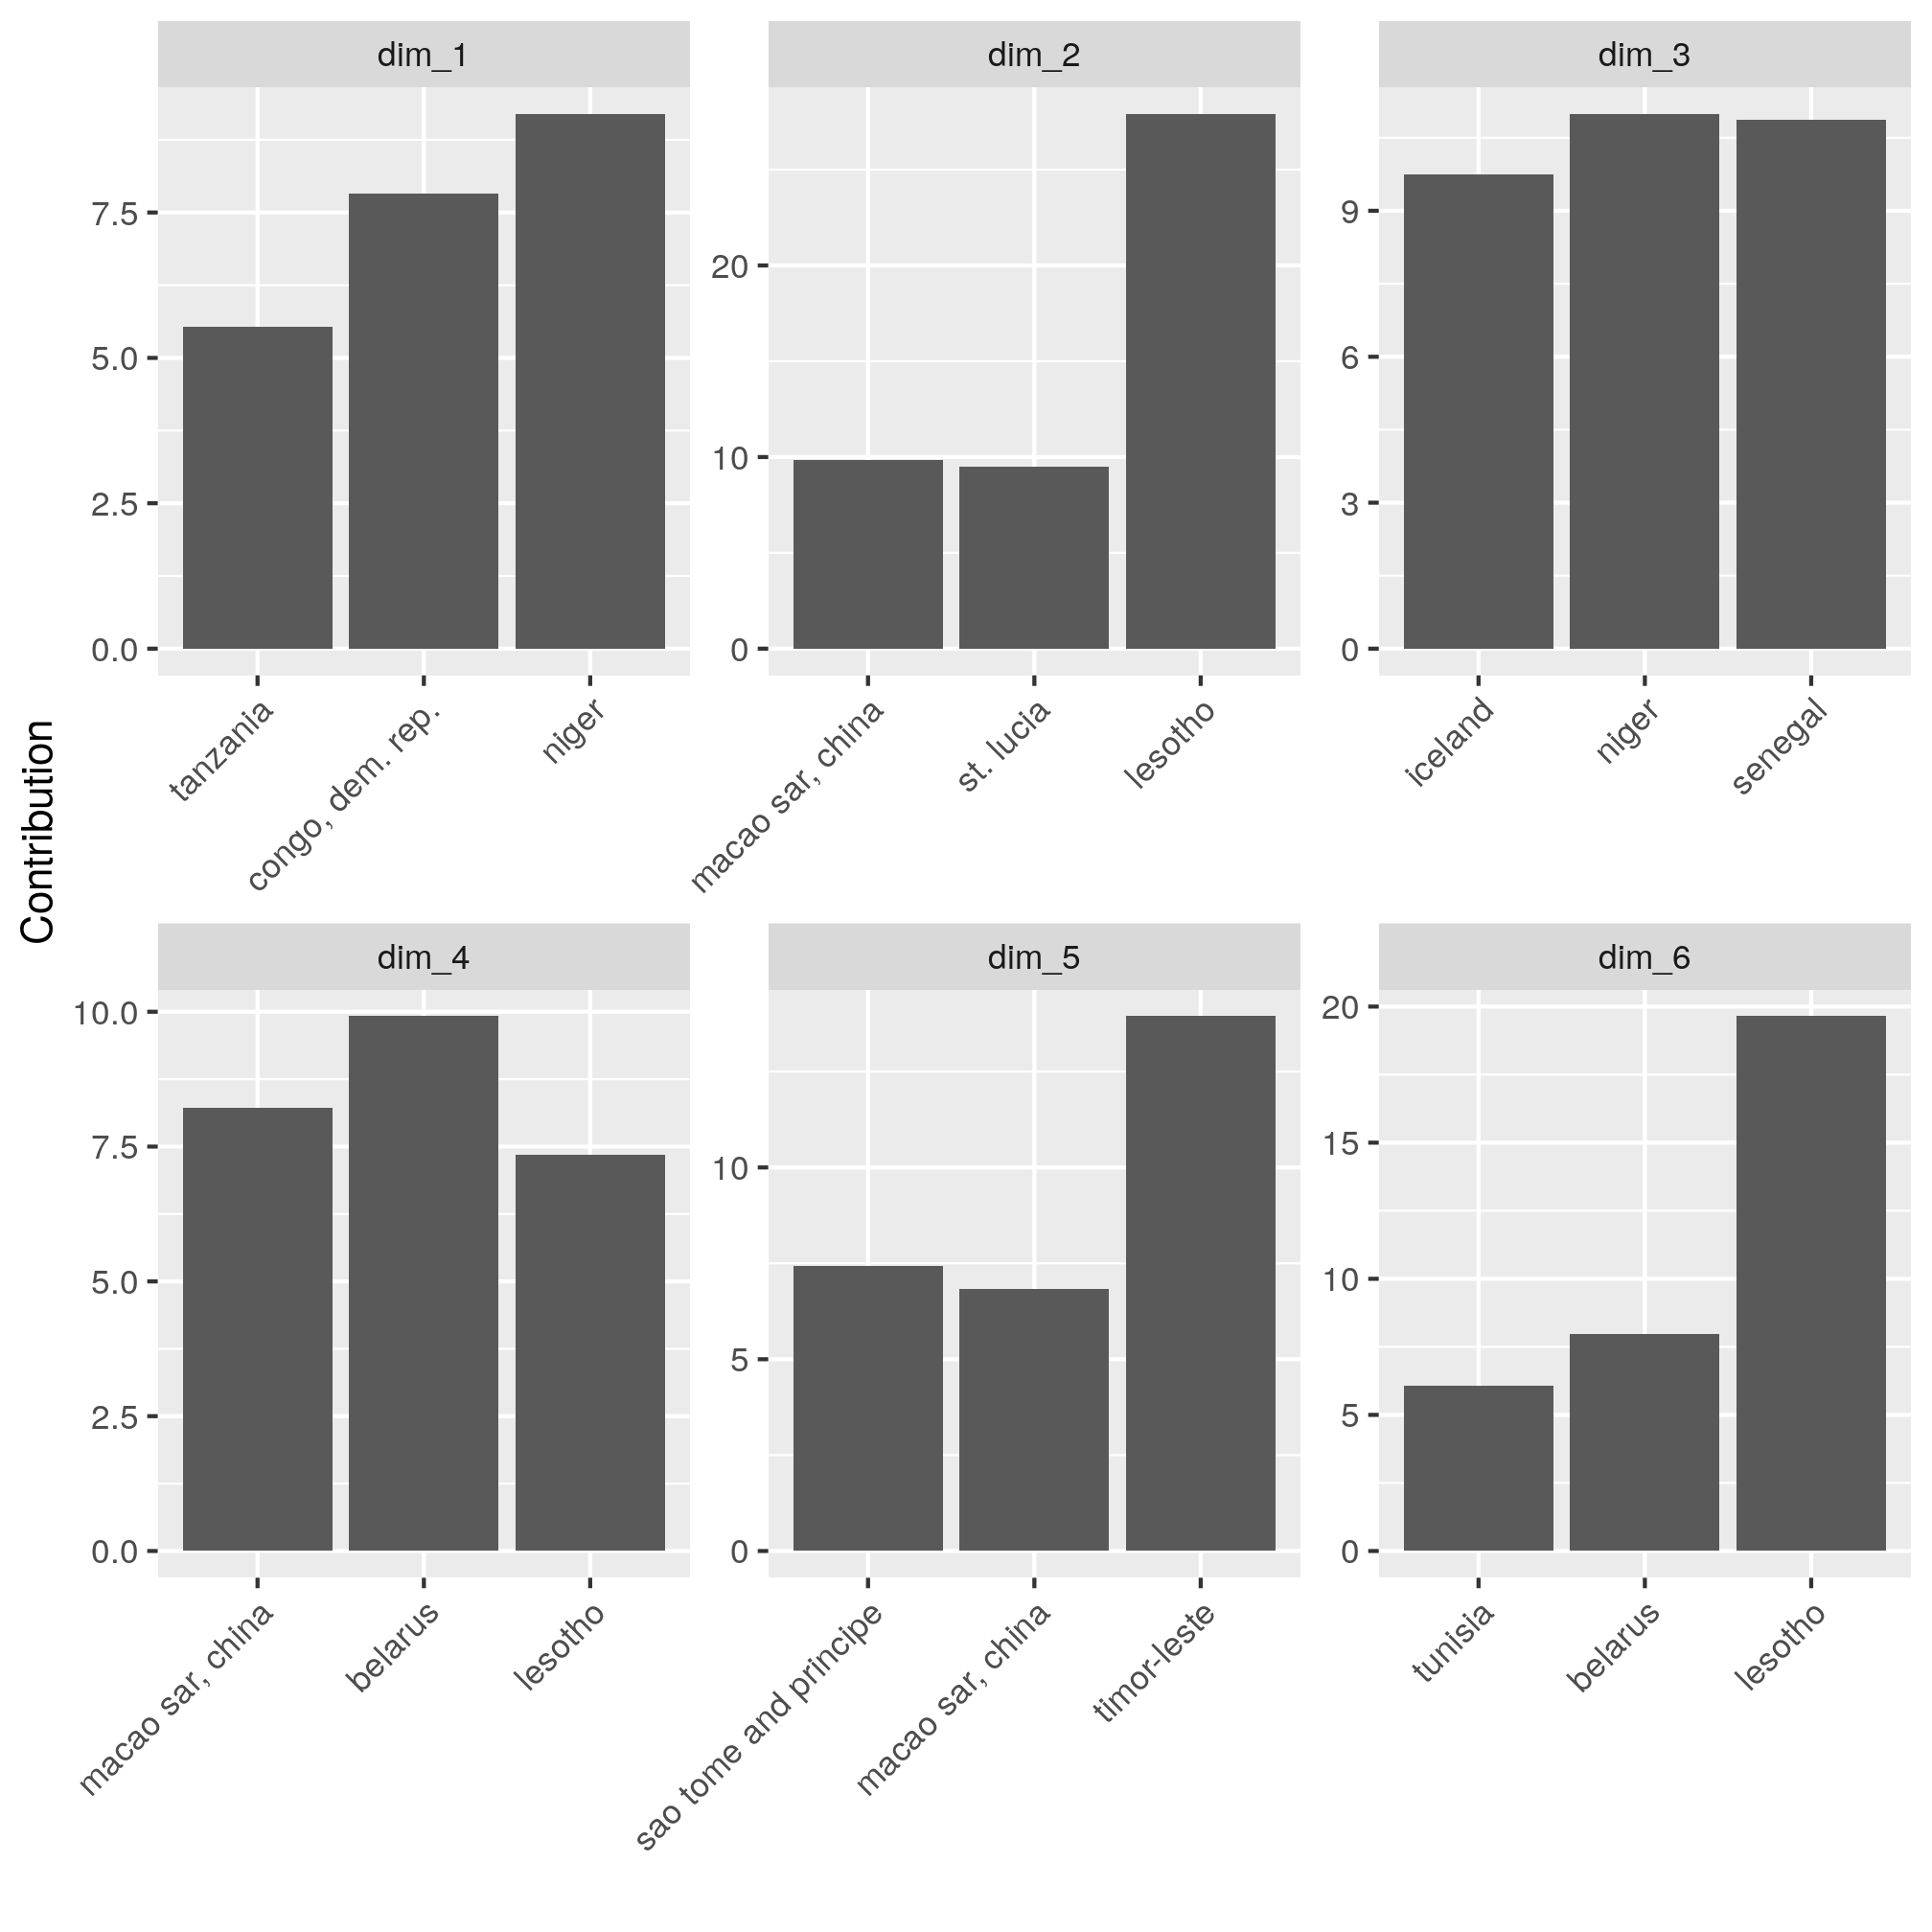 Contribution
dim_1
7.5
5.0
2.5
0.0
tanzania
congo, dem. rep.
niger
dim_2
20
10
0
macao sar, china
st. lucia
lesotho
dim_3
9
6
3
0
iceland
niger
senegal
dim_4
10.0
7.5
5.0
2.5
0.0
macao sar, china
belarus
lesotho
dim_5
10
5
0
sao tome and principe
macao sar, china
timor-leste
dim_6
20
15
10
5
0
tunisia
belarus
lesotho